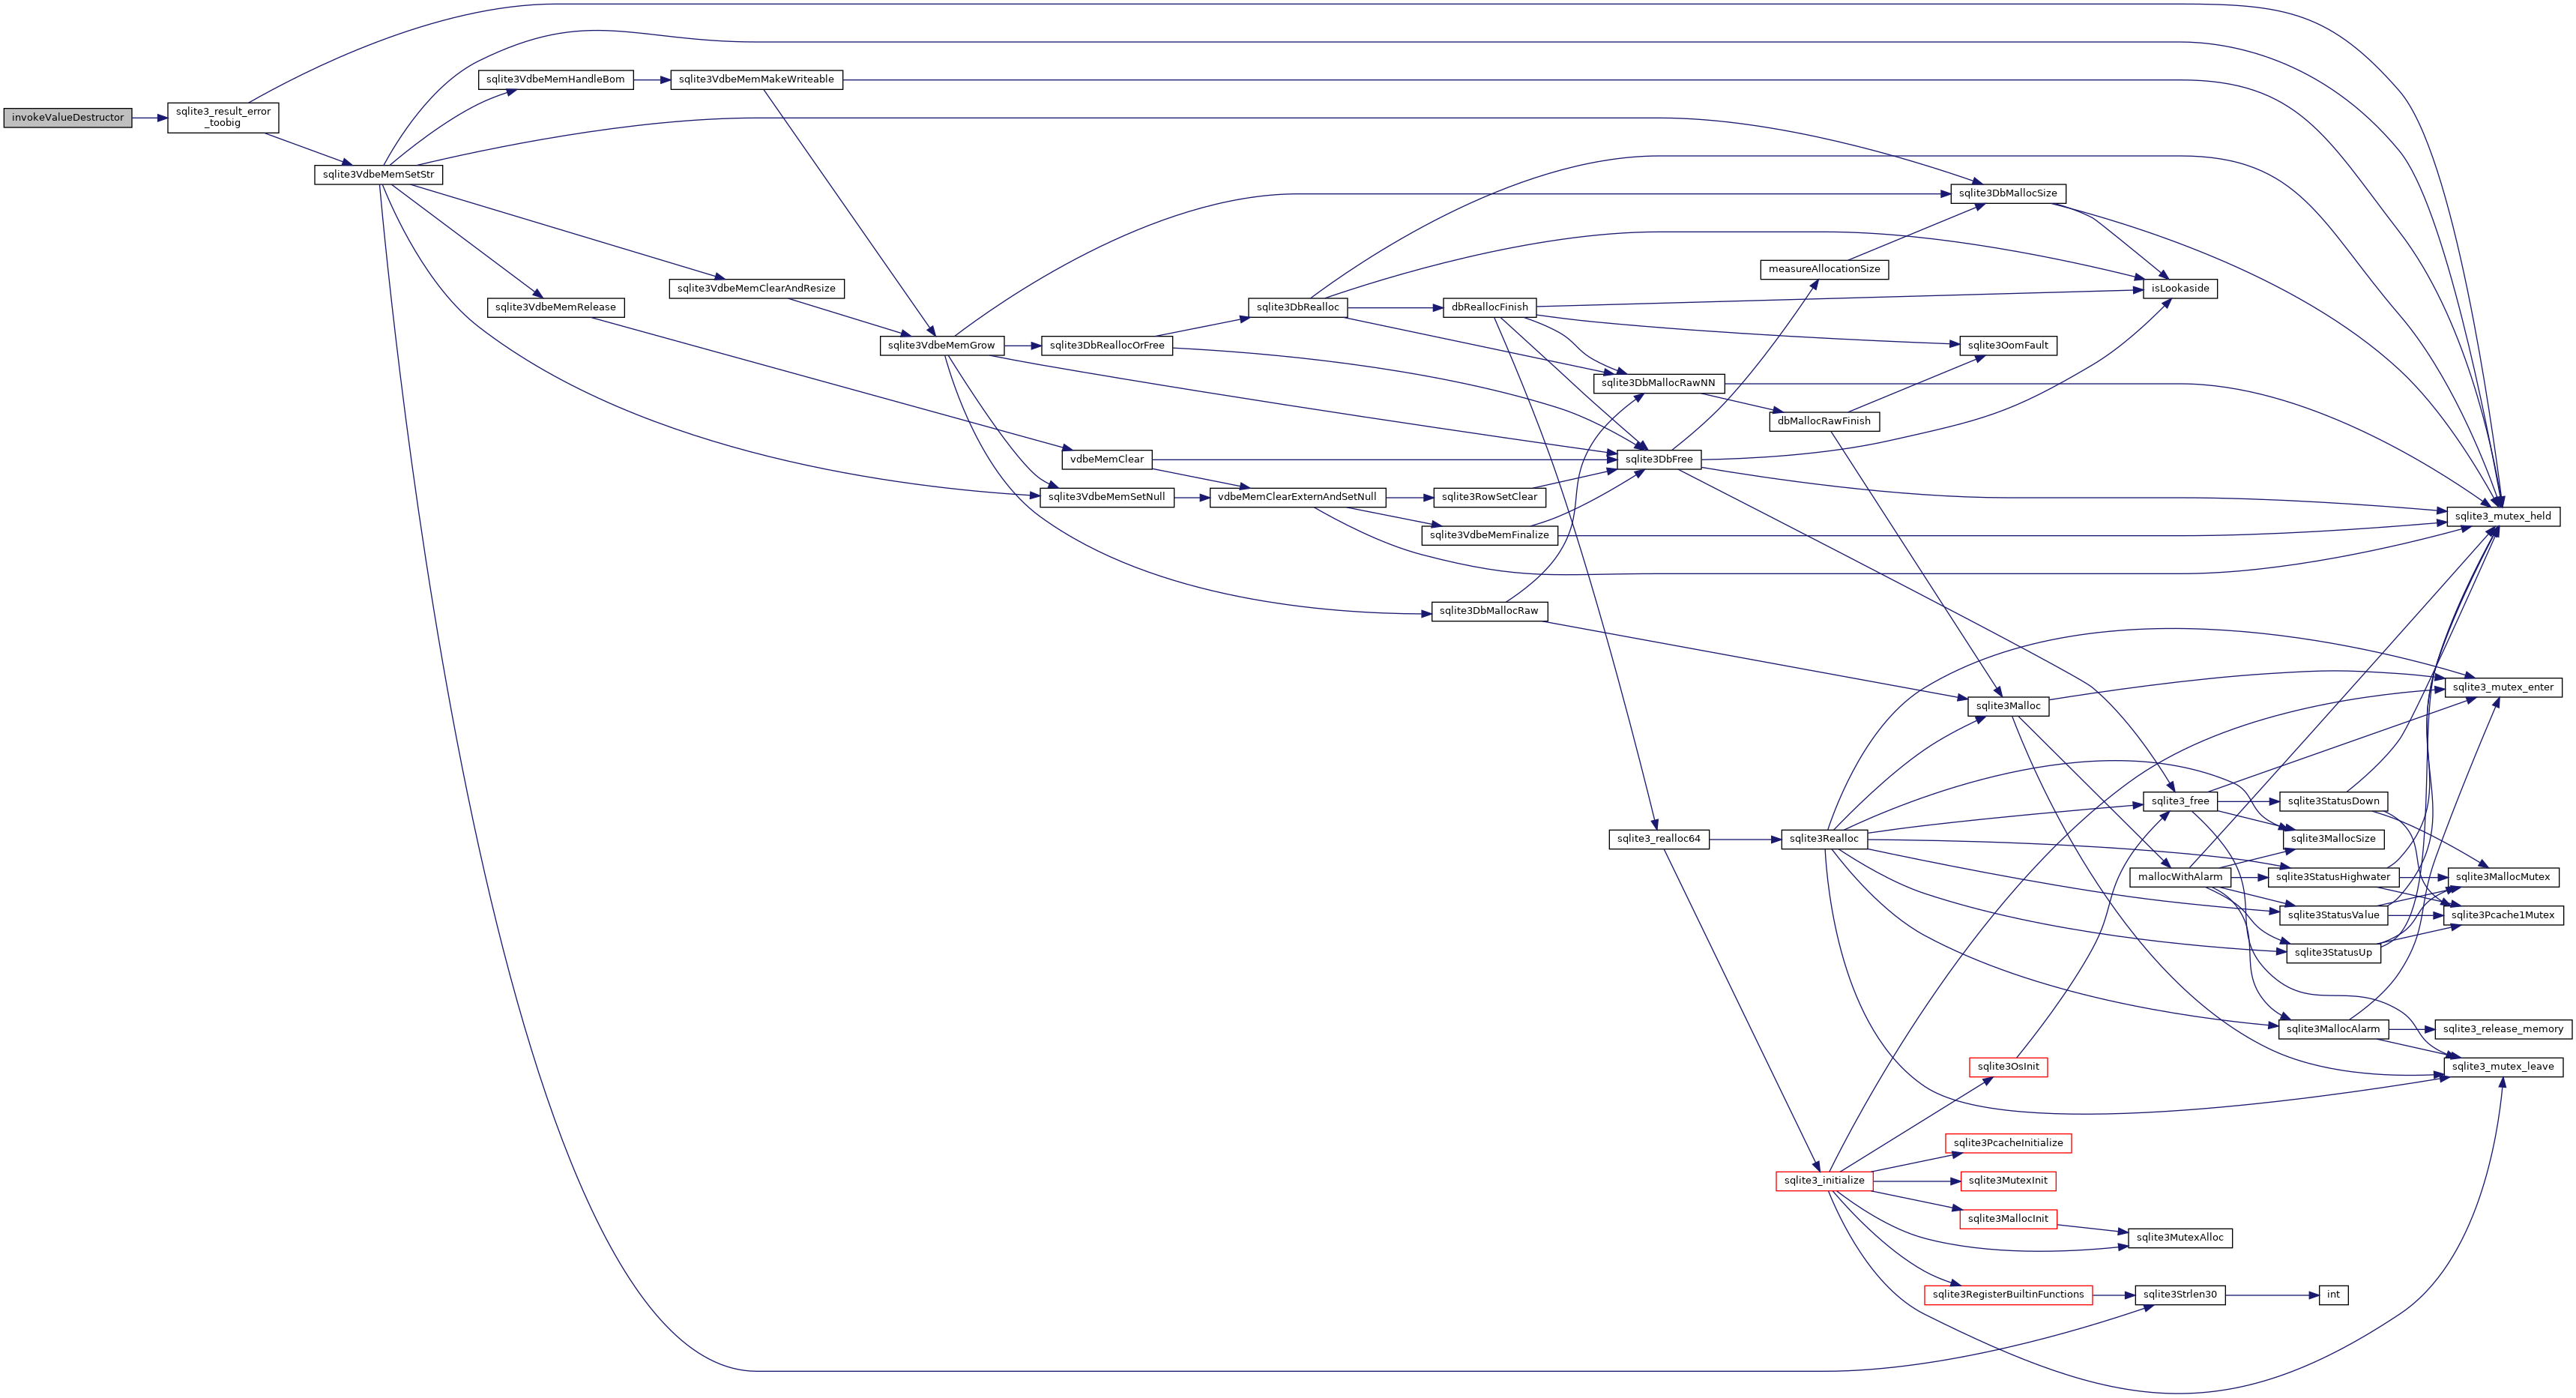 sqlite3VdbeMemHandleBom
sqlite3VdbeMemMakeWriteable
invokeValueDestructor
sqlite3_result_error
_toobig
sqlite3VdbeMemSetStr
sqlite3DbMallocSize
measureAllocationSize
sqlite3VdbeMemClearAndResize
isLookaside
sqlite3VdbeMemRelease
sqlite3DbRealloc
dbReallocFinish
sqlite3VdbeMemGrow
sqlite3DbReallocOrFree
sqlite3OomFault
sqlite3DbMallocRawNN
dbMallocRawFinish
vdbeMemClear
sqlite3DbFree
sqlite3VdbeMemSetNull
vdbeMemClearExternAndSetNull
sqlite3RowSetClear
sqlite3_mutex_held
sqlite3VdbeMemFinalize
sqlite3DbMallocRaw
sqlite3_mutex_enter
sqlite3Malloc
sqlite3_free
sqlite3StatusDown
sqlite3_realloc64
sqlite3Realloc
sqlite3MallocSize
mallocWithAlarm
sqlite3StatusHighwater
sqlite3MallocMutex
sqlite3StatusValue
sqlite3Pcache1Mutex
sqlite3StatusUp
sqlite3MallocAlarm
sqlite3_release_memory
sqlite3OsInit
sqlite3_mutex_leave
sqlite3PcacheInitialize
sqlite3_initialize
sqlite3MutexInit
sqlite3MallocInit
sqlite3MutexAlloc
sqlite3RegisterBuiltinFunctions
sqlite3Strlen30
int